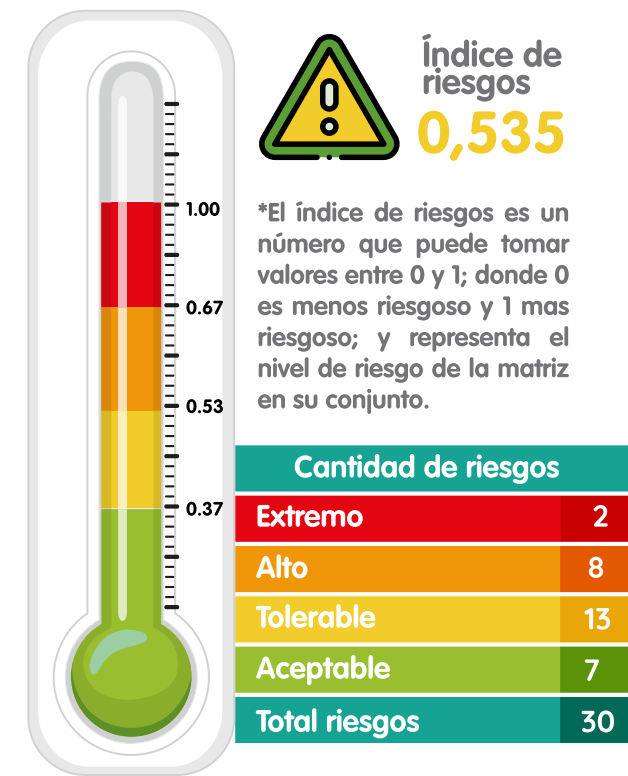 Índice de
riesgos
0,535
*El índice de riesgos es un
número que puede tomar
valores entre 0 y 1; donde 0
es menos riesgoso y 1 mas
riesgoso; y representa el
nivel de riesgo de la matriz
en su conjunto.
1.00
0.67
0.53
0.37
Cantidad de riesgos
Extremo 2
Alto 8
Tolerable 13
Aceptable 7
Total riesgos 30